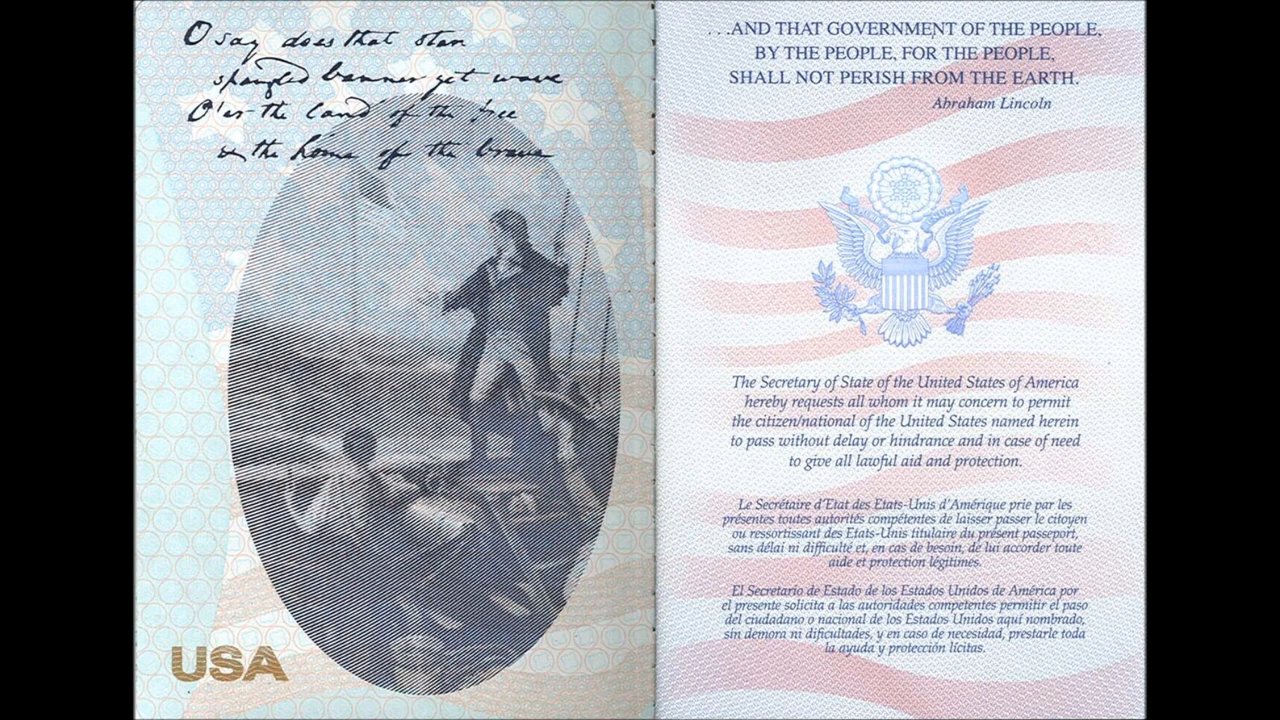 O say does that star
spangled banner yet wave
O'er the land of the free
& the home of the brave
USA
. . .AND THAT GOVERNMENT OF THE PEOPLE,
BY THE PEOPLE, FOR THE PEOPLE,
SHALL NOT PERISH FROM THE EARTH.
Abraham Lincoln
The Secretary of State of the United States of America
hereby requests all whom it may concern to permit
the citizen/national of the United States named herein
to pass without delay or hindrance and in case of need
to give all lawful aid and protection.
Le Secrétaire d'Etat des Etats-Unis d'Amérique prie par les
présentes toutes autorités compétentes de laisser passer le citoyen
ou ressortissant des Etats-Unis titulaire du présent passeport,
sans délai ni difficulté et, en cas de besoin, de lui accorder toute
aide et protection légitimes.
El Secretario de Estado de los Estados Unidos de América por
el presente solicita a las autoridades competentes permitir el paso
del ciudadano o nacional de los Estados Unidos aquí nombrado,
sin demora ni dificultades, y en caso de necesidad, prestarle toda
la ayuda y protección lícitas.